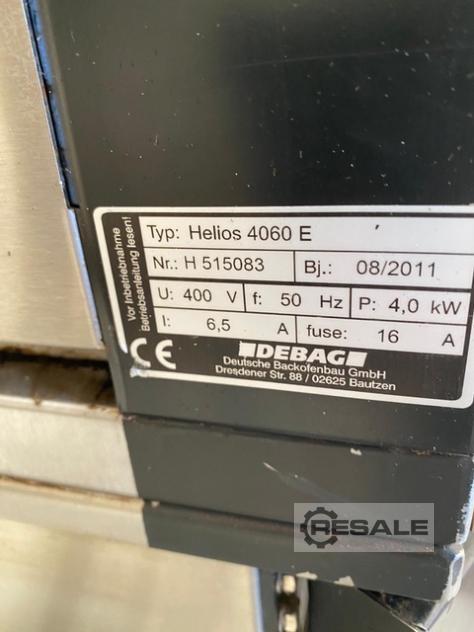 Vor Inbetriebnahme
Betriebsanleitung lesen!
Typ: Helios 4060 E
Nr.: H 515083 Bj.: 08/2011
U: 400 V f: 50 Hz P: 4,0 kW
I: 6,5 A fuse: 16 A
CE
DEBAG
Deutsche Backofenbau GmbH
Dresdener Str. 88 / 02625 Bautzen
RESALE